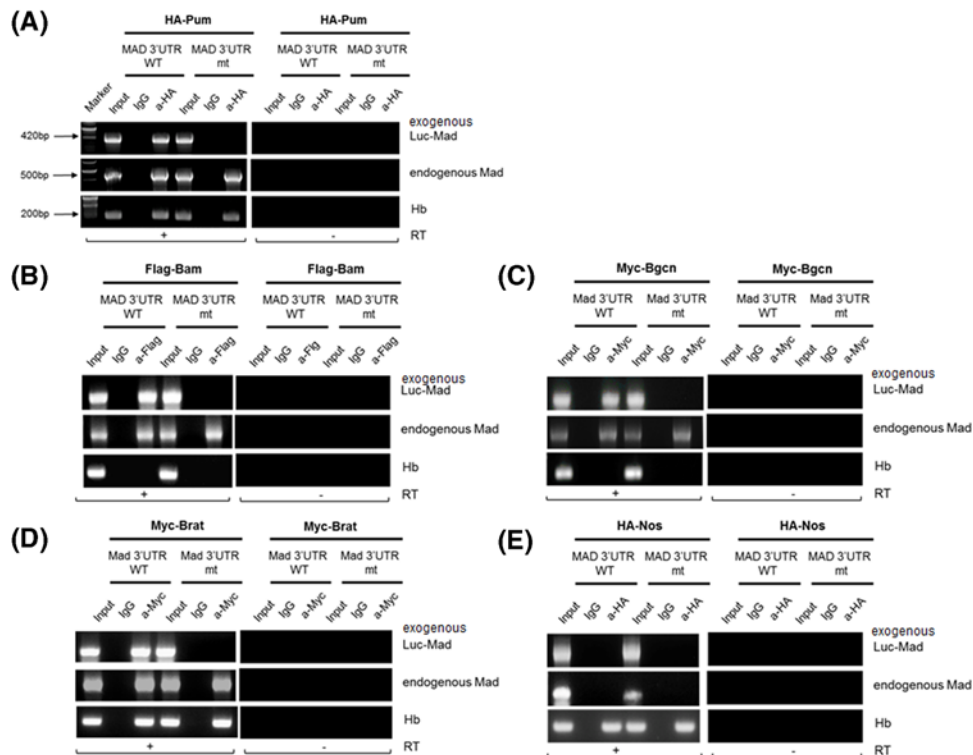 (A)
HA-Pum HA-Pum
MAD 3'UTR MAD 3'UTR MAD 3'UTR MAD 3'UTR
WT mt WT mt
Marker Input IgG a-HA Input IgG a-HA Input IgG a-HA Input IgG a-HA
exogenous
420bp Luc-Mad
500bp endogenous Mad
200bp Hb
+ - RT
(B)
Flag-Bam Flag-Bam
MAD 3'UTR MAD 3'UTR MAD 3'UTR MAD 3'UTR
WT mt WT mt
Input IgG a-Flag Input IgG a-Flag Input IgG a-Flg Input IgG a-Flag
exogenous
Luc-Mad
endogenous Mad
Hb
+ - RT
(C)
Myc-Bgcn Myc-Bgcn
Mad 3'UTR Mad 3'UTR Mad 3'UTR Mad 3'UTR
WT mt WT mt
Input IgG a-Myc Input IgG a-Myc Input IgG a-Myc Input IgG a-Myc
exogenous
Luc-Mad
endogenous Mad
Hb
+ - RT
(D)
Myc-Brat Myc-Brat
Mad 3'UTR Mad 3'UTR Mad 3'UTR Mad 3'UTR
WT mt WT mt
Input IgG a-Myc Input IgG a-Myc Input IgG a-Myc Input IgG a-Myc
exogenous
Luc-Mad
endogenous Mad
Hb
+ - RT
(E)
HA-Nos HA-Nos
MAD 3'UTR MAD 3'UTR MAD 3'UTR MAD 3'UTR
WT mt WT mt
Input IgG a-HA Input IgG a-HA Input IgG a-HA Input IgG a-HA
exogenous
Luc-Mad
endogenous Mad
Hb
+ - RT